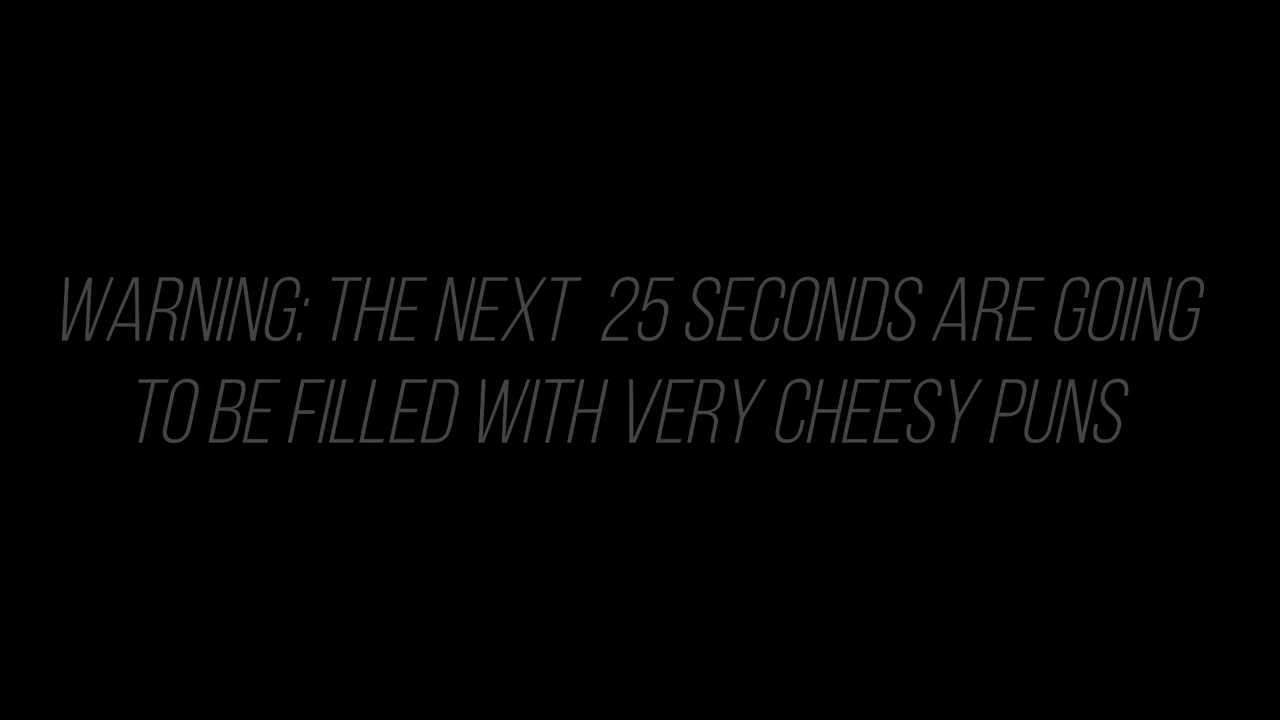 WARNING: THE NEXT 25 SECONDS ARE GOING
TO BE FILLED WITH VERY CHEESY PUNS